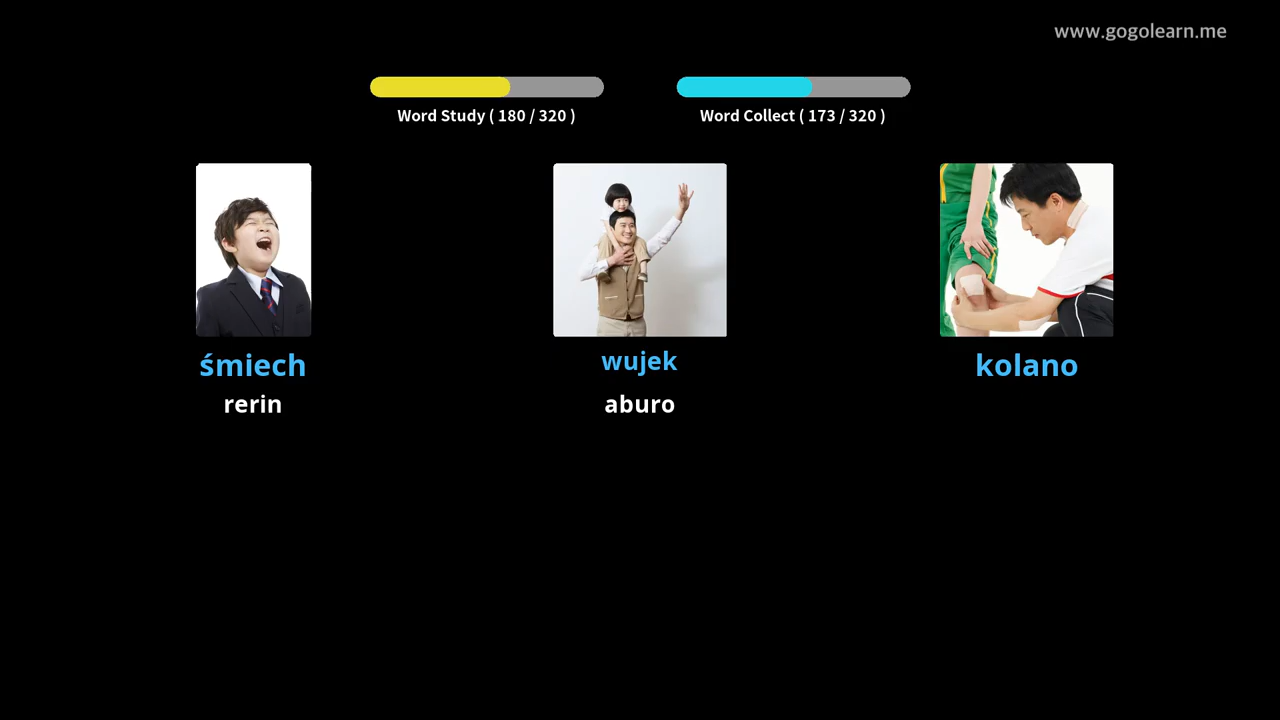 www.gogolearn.me
Word Study ( 180 / 320 )
Word Collect ( 173 / 320 )
śmiech
wujek
kolano
rerin
aburo